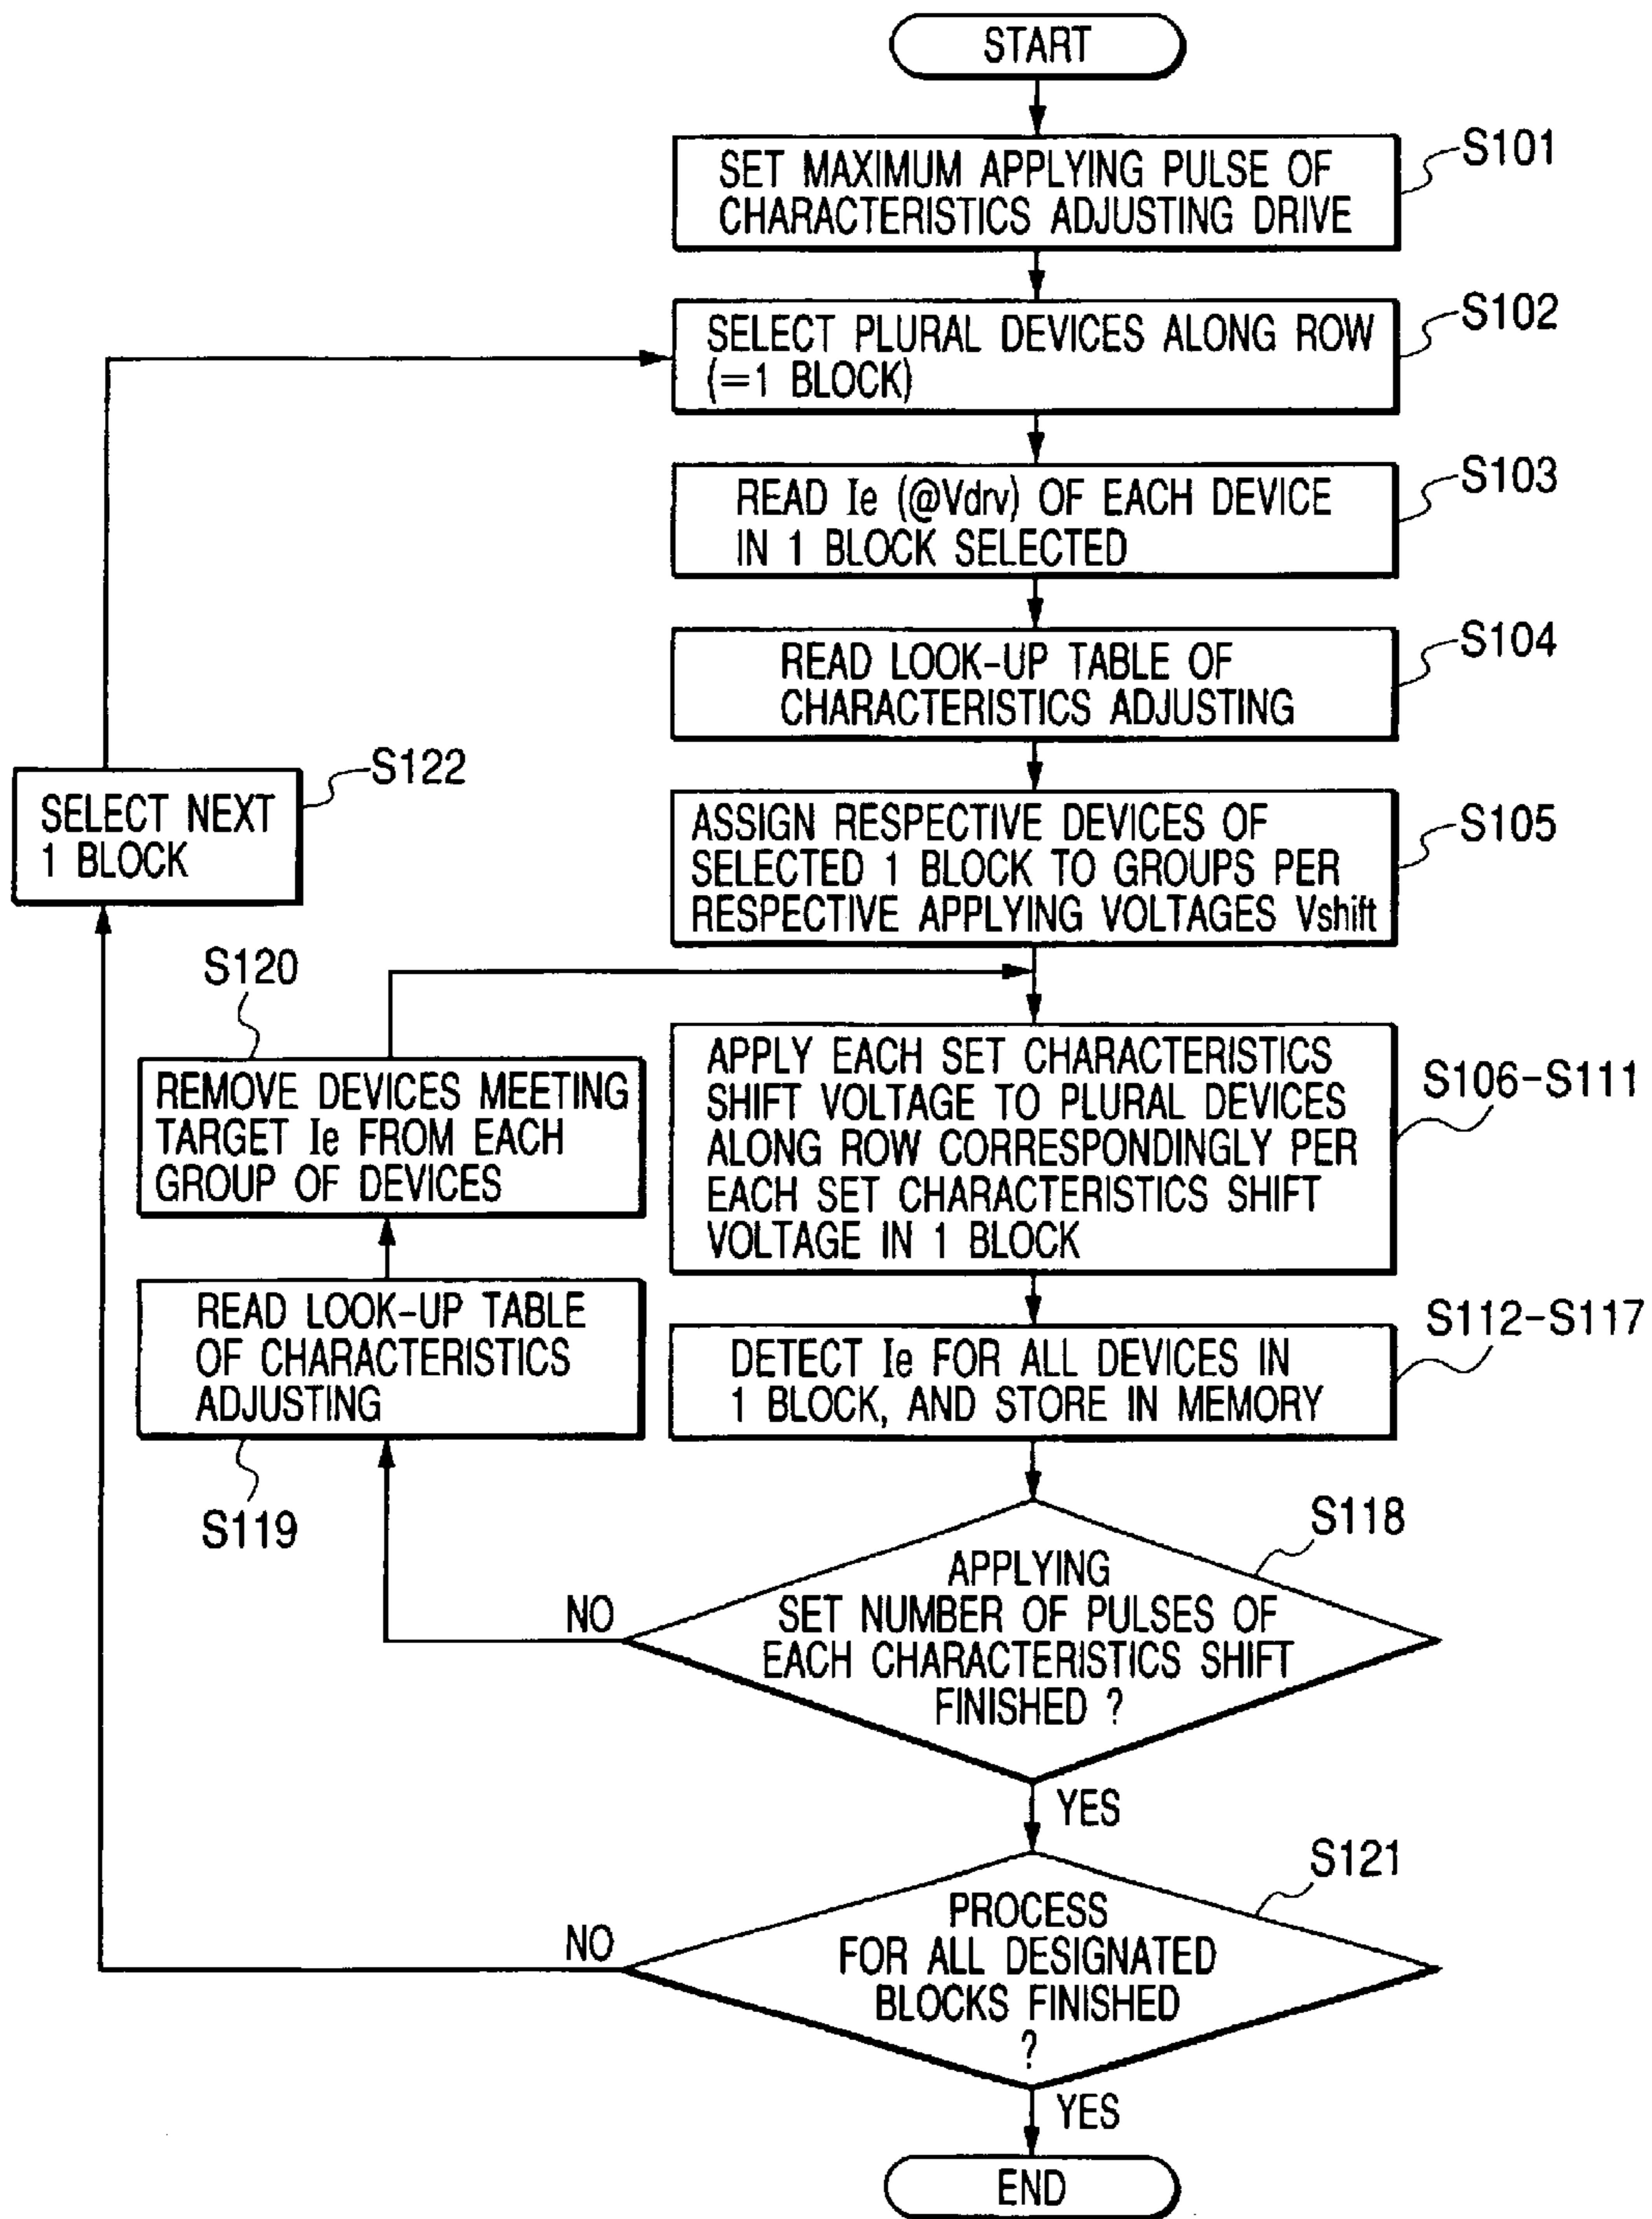 START
SET MAXIMUM APPLYING PULSE OF
CHARACTERISTICS ADJUSTING DRIVE
S101
SELECT PLURAL DEVICES ALONG ROW
(=1 BLOCK)
S102
READ Ie (@Vdrv) OF EACH DEVICE
IN 1 BLOCK SELECTED
S103
READ LOOK-UP TABLE OF
CHARACTERISTICS ADJUSTING
S104
SELECT NEXT
1 BLOCK
S122
ASSIGN RESPECTIVE DEVICES OF
SELECTED 1 BLOCK TO GROUPS PER
RESPECTIVE APPLYING VOLTAGES Vshift
S105
S120
REMOVE DEVICES MEETING
TARGET Ie FROM EACH
GROUP OF DEVICES
APPLY EACH SET CHARACTERISTICS
SHIFT VOLTAGE TO PLURAL DEVICES
ALONG ROW CORRESPONDINGLY PER
EACH SET CHARACTERISTICS SHIFT
VOLTAGE IN 1 BLOCK
S106-S111
READ LOOK-UP TABLE
OF CHARACTERISTICS
ADJUSTING
S119
DETECT Ie FOR ALL DEVICES IN
1 BLOCK, AND STORE IN MEMORY
S112-S117
APPLYING
SET NUMBER OF PULSES OF
EACH CHARACTERISTICS SHIFT
FINISHED ?
S118
NO
YES
PROCESS
FOR ALL DESIGNATED
BLOCKS FINISHED
?
S121
NO
YES
END